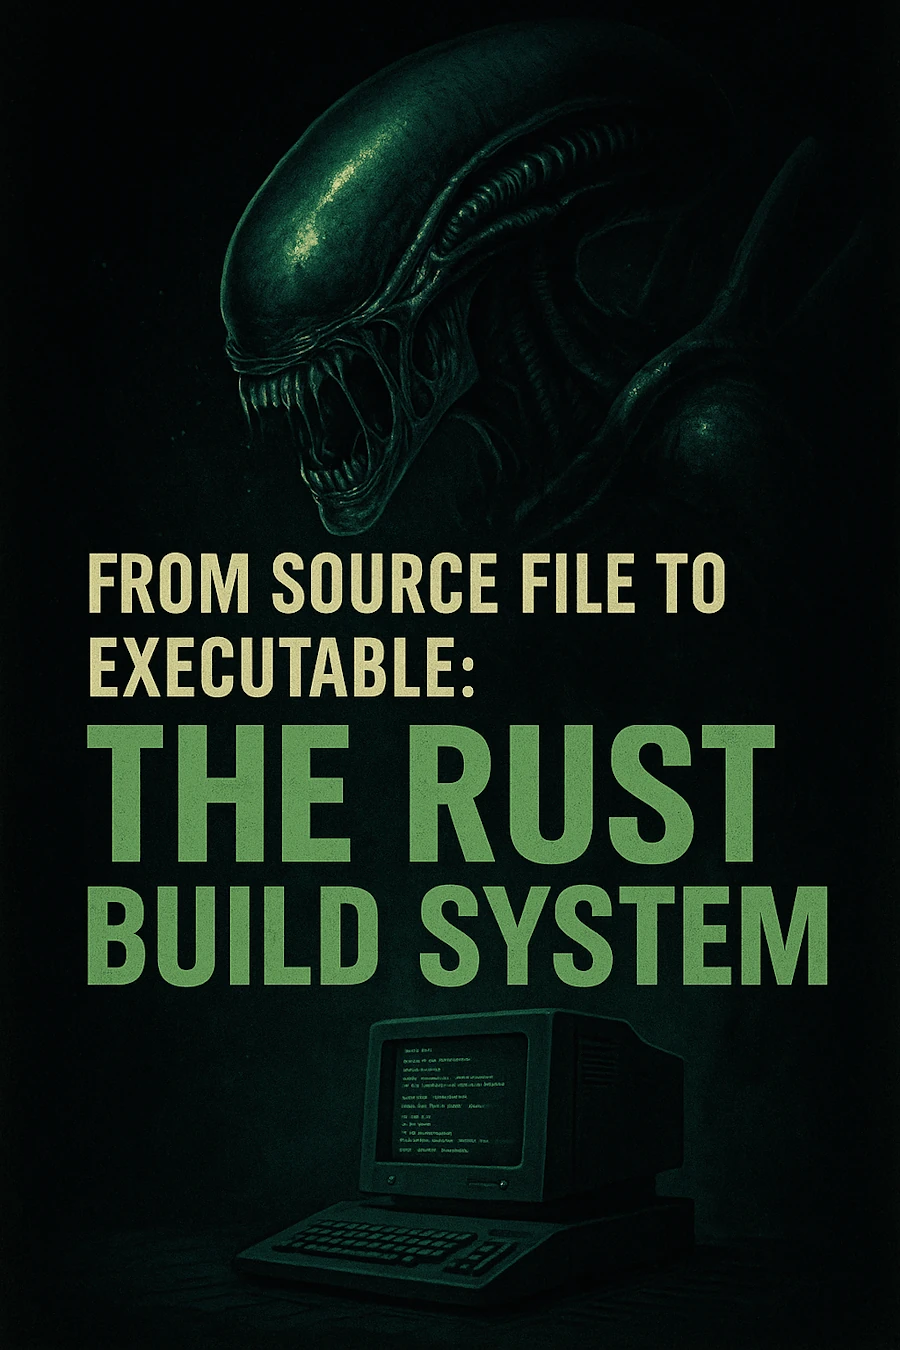 FROM SOURCE FILE TO
EXECUTABLE:
THE RUST
BUILD SYSTEM